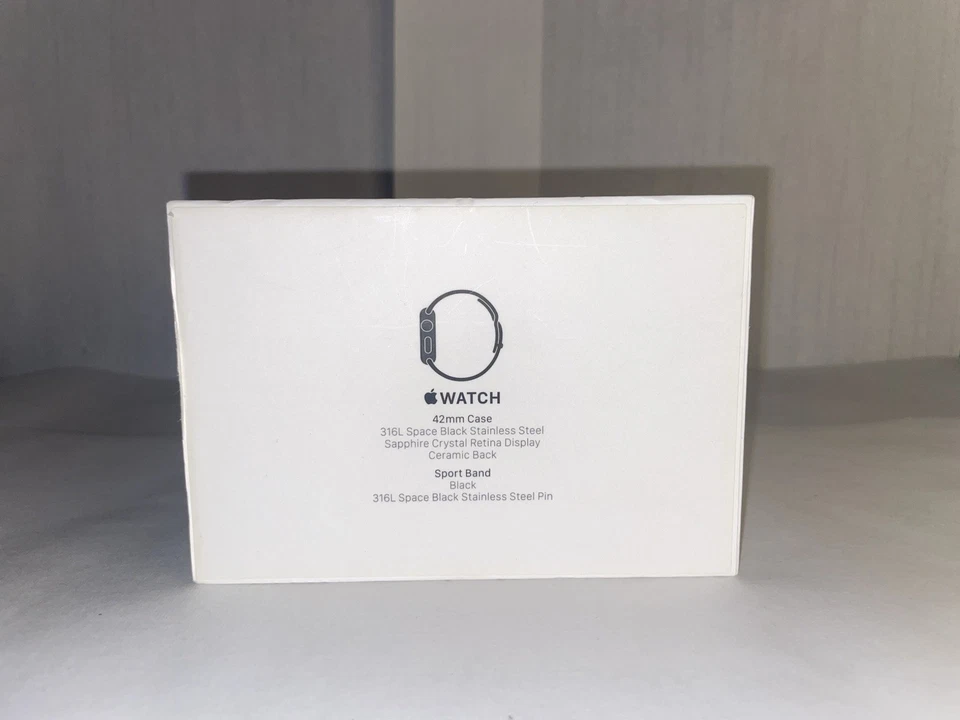 WATCH
42mm Case
316L Space Black Stainless Steel
Sapphire Crystal Retina Display
Ceramic Back
Sport Band
Black
316L Space Black Stainless Steel Pin